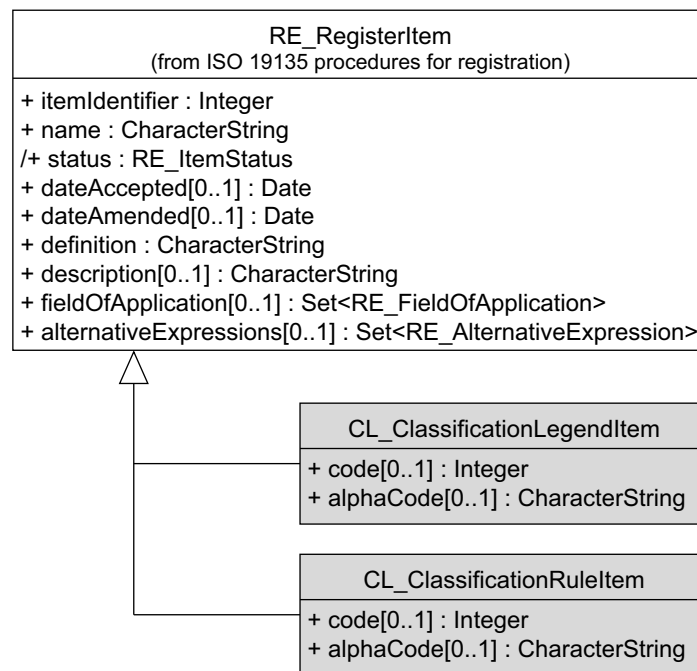 RE_RegisterItem
(from ISO 19135 procedures for registration)
+ itemIdentifier : Integer
+ name : CharacterString
/+ status : RE_ItemStatus
+ dateAccepted[0..1] : Date
+ dateAmended[0..1] : Date
+ definition : CharacterString
+ description[0..1] : CharacterString
+ fieldOfApplication[0..1] : Set<RE_FieldOfApplication>
+ alternativeExpressions[0..1] : Set<RE_AlternativeExpression>
CL_ClassificationLegendItem
+ code[0..1] : Integer
+ alphaCode[0..1] : CharacterString
CL_ClassificationRuleItem
+ code[0..1] : Integer
+ alphaCode[0..1] : CharacterString